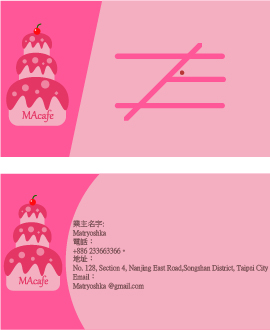 MAcafe
MAcafe
業主名字:
Matryoshka
電話：
+886 233663366。
地址：
No. 128, Section 4, Nanjing East Road,Songshan District, Taipei City
Email：
Matryoshka @gmail.com